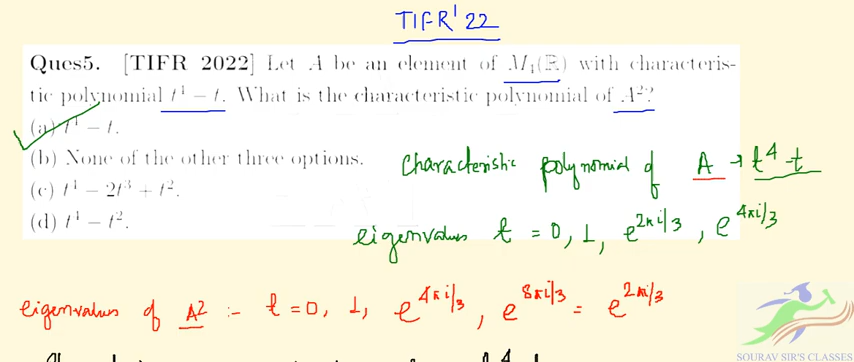 TIFR' 22
Ques5. [TIFR 2022] Let A be an element of M₄(ℝ) with characteris-
tic polynomial t⁴ − t. What is the characteristic polynomial of A²?
(a) t⁴ − t.
(b) None of the other three options.
(c) t⁴ − 2t³ + t².
(d) t⁴ − t².
Characteristic polynomial of A → t⁴ - t
eigenvalues t = 0, 1, e^{2πi/3}, e^{4πi/3}
eigenvalues of A² :- t = 0, 1, e^{4πi/3}, e^{8πi/3} = e^{2πi/3}
SOURAV SIR'S CLASSES